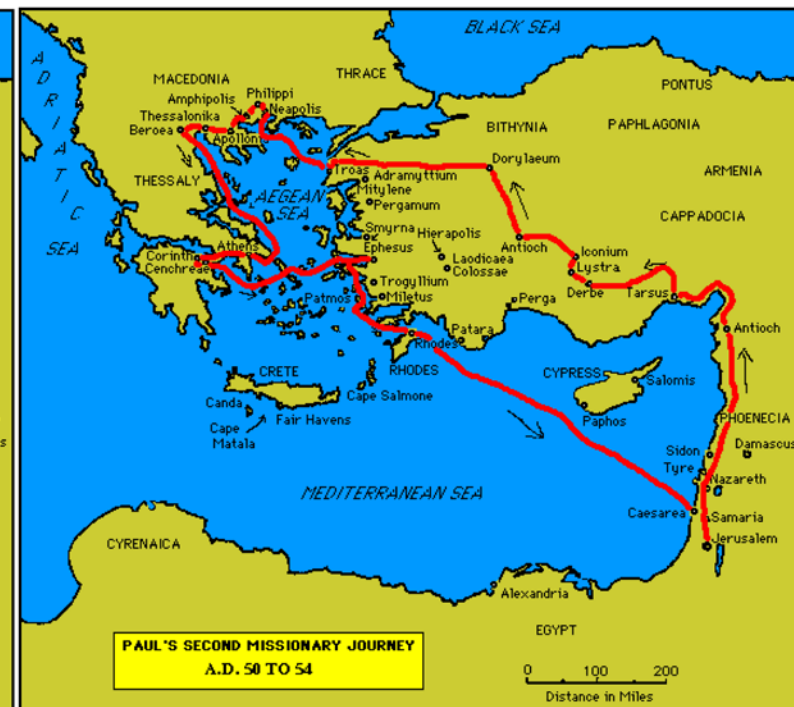 BLACK SEA
ADRIATIC SEA
MACEDONIA
THRACE
PONTUS
Philippi
Amphipolis
Neapolis
Thessalonika
Beroea
Apolloni
BITHYNIA
PAPHLAGONIA
Troas
Adramyttium
Dorylaeum
ARMENIA
THESSALY
AEGEAN
SEA
Mitylene
Pergamum
CAPPADOCIA
Smyrna
Ephesus
Hierapolis
Athens
Corinth
Cenchreae
Laodicaea
Colossae
Antioch
Iconium
Lystra
Derbe
Tarsus
Trogyllium
Miletus
Patmos
Perga
Patara
Antioch
Rhodes
RHODES
CYPRESS
Salomis
Paphos
CRETE
Cape Salmone
Canda
Fair Havens
Cape
Matala
PHOENECIA
Sidon
Damascus
Tyre
Nazareth
MEDITERRANEAN SEA
Caesarea
Samaria
Jerusalem
CYRENAICA
Alexandria
EGYPT
PAUL'S SECOND MISSIONARY JOURNEY
A.D. 50 TO 54
0 100 200
Distance in Miles